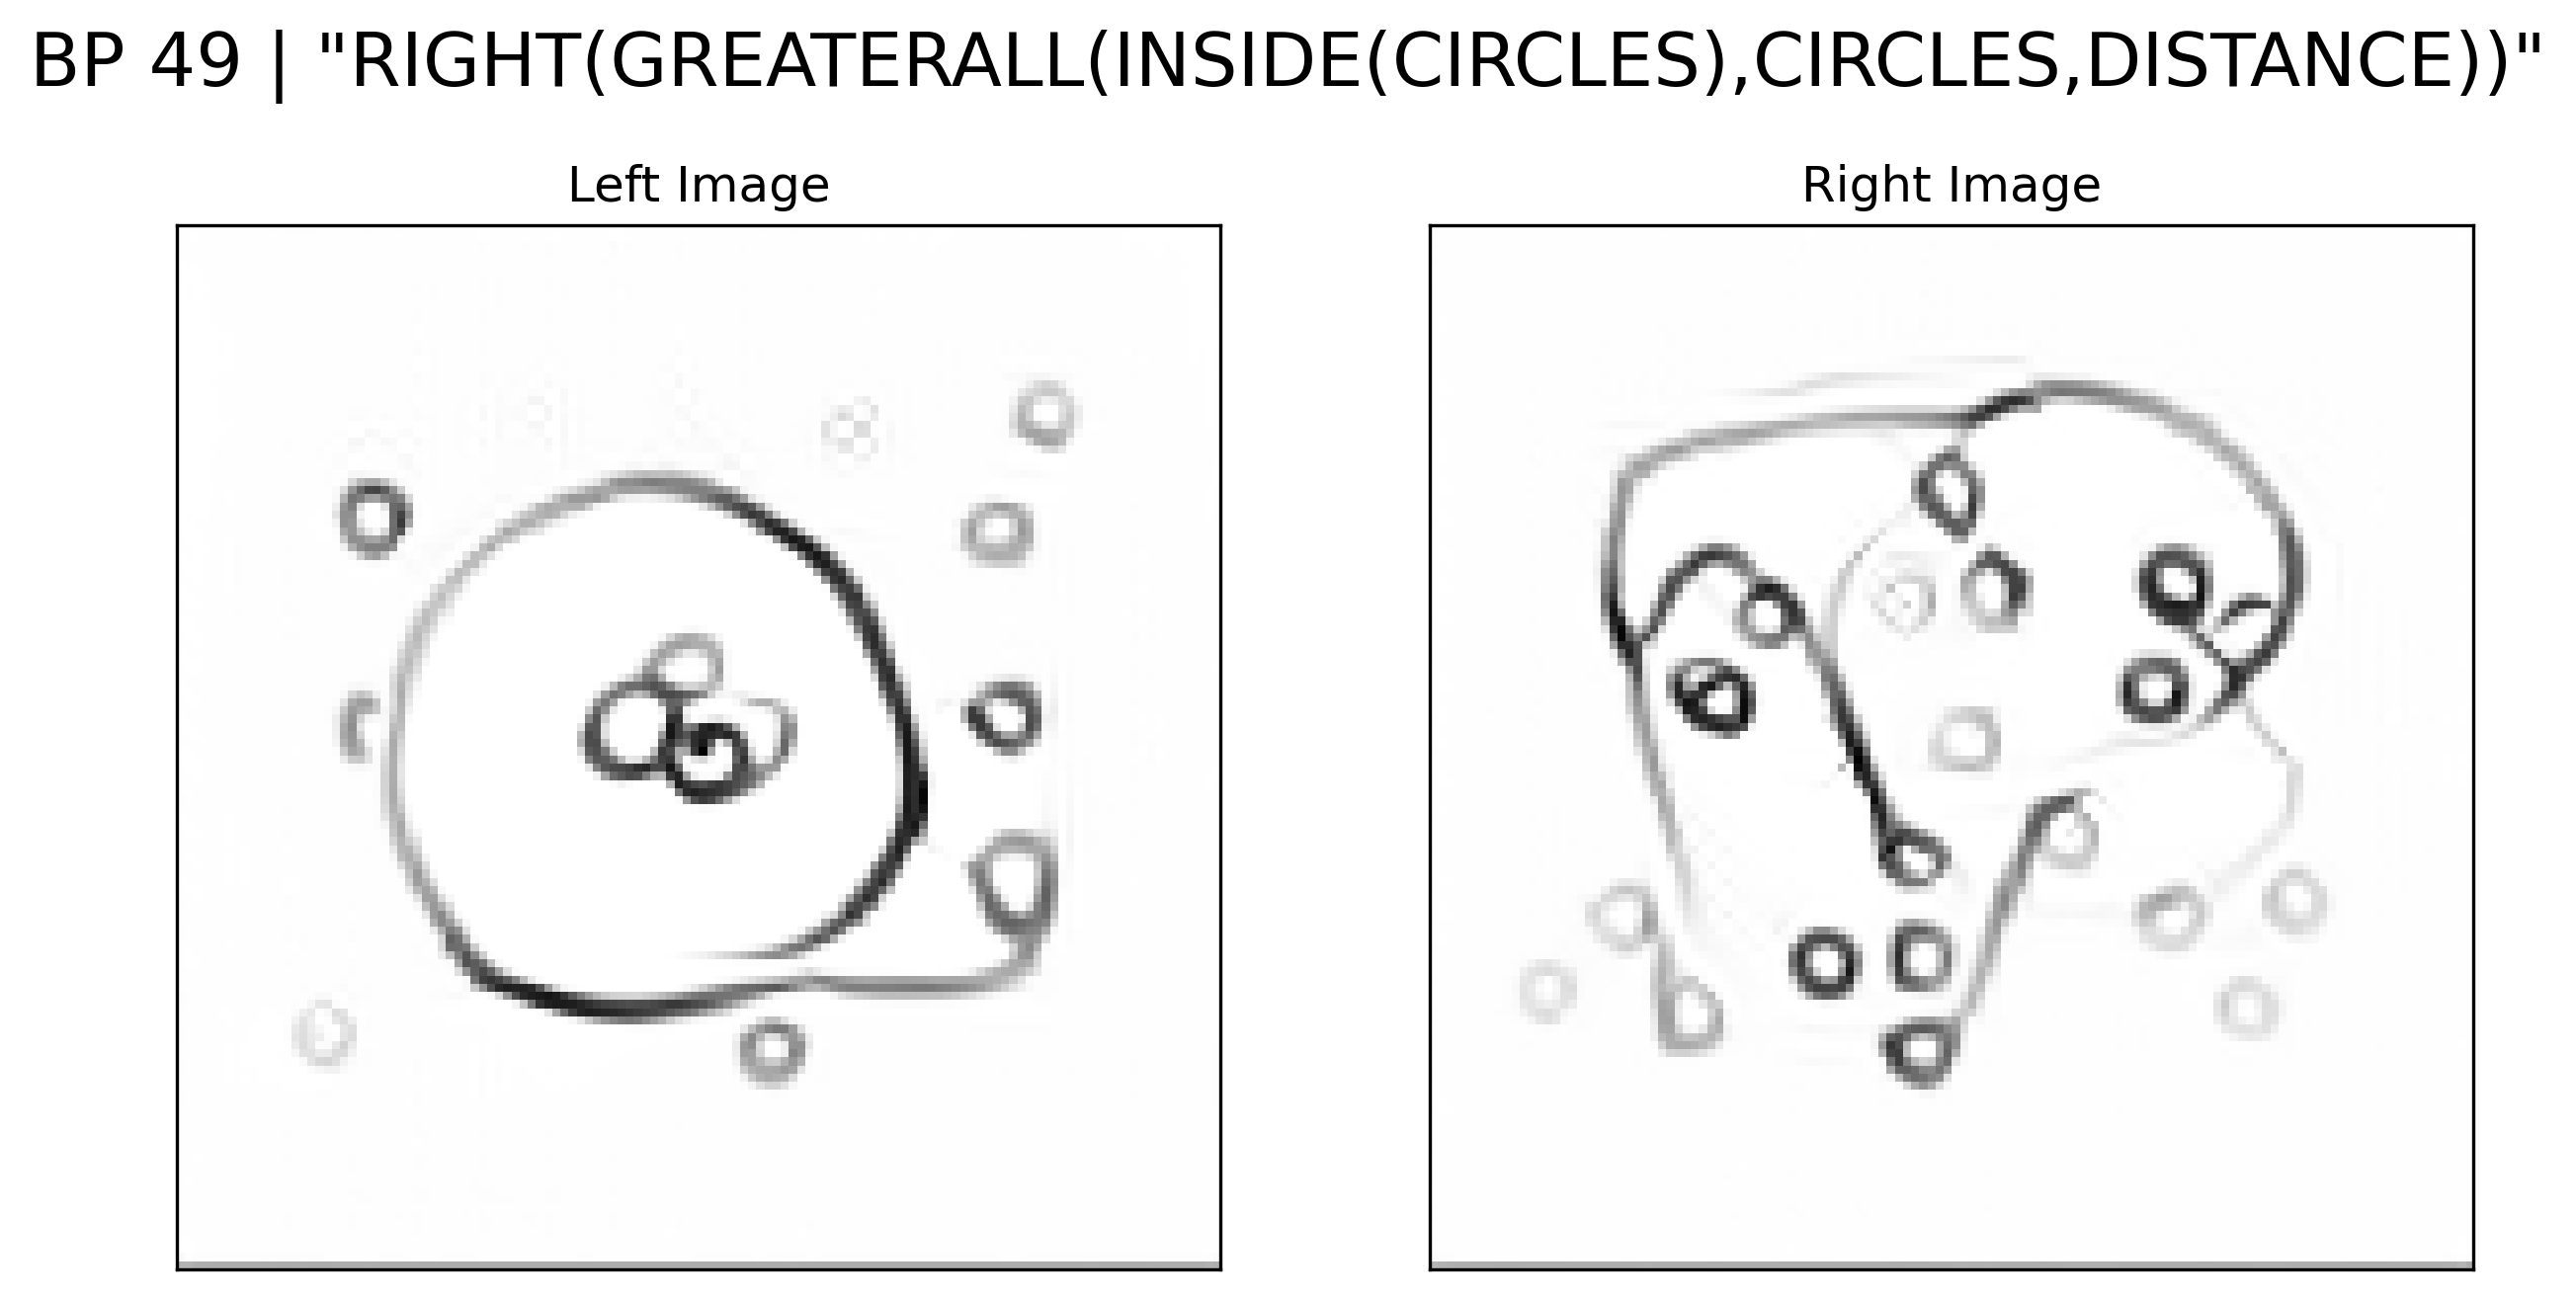 BP 49 | "RIGHT(GREATERALL(INSIDE(CIRCLES),CIRCLES,DISTANCE))"
Left Image
Right Image